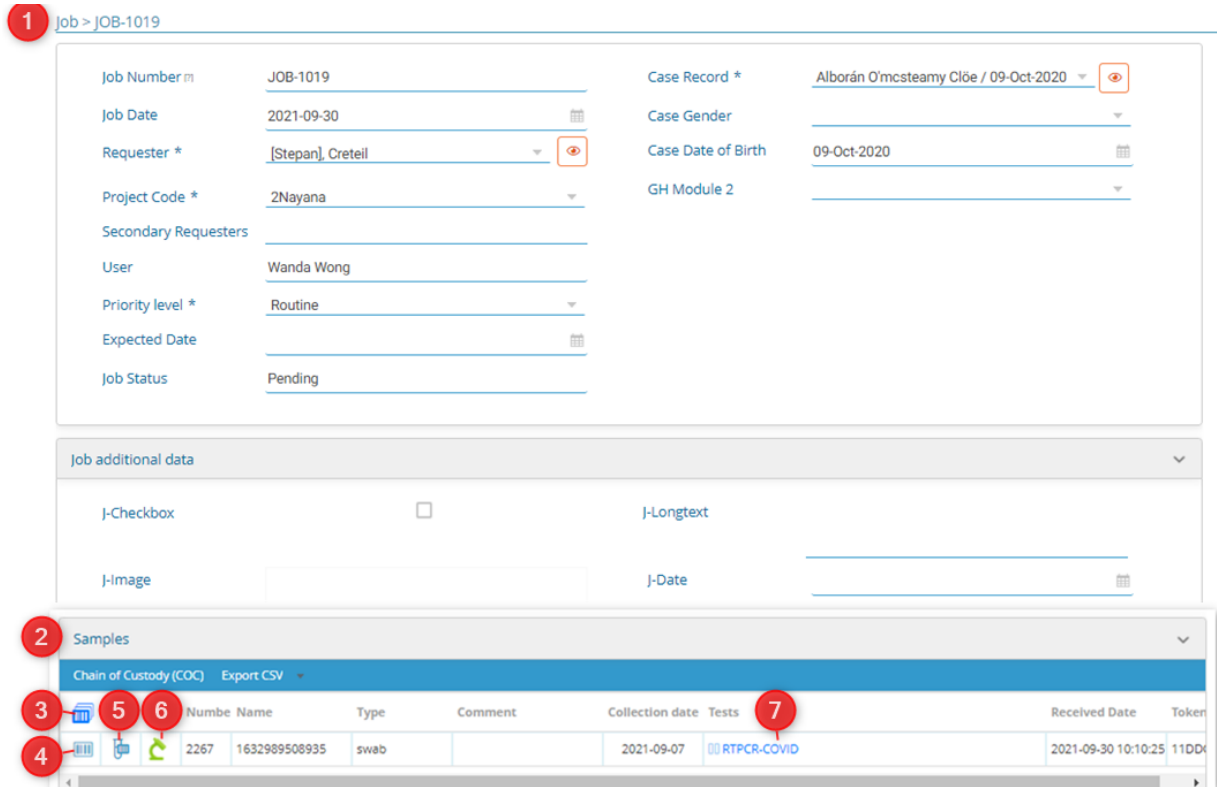 1 Job > JOB-1019
Job Number [?] JOB-1019 Case Record * Alborán O'mcsteamy Clöe / 09-Oct-2020
Job Date 2021-09-30 Case Gender
Requester * [Stepan], Creteil Case Date of Birth 09-Oct-2020
Project Code * 2Nayana GH Module 2
Secondary Requesters
User Wanda Wong
Priority level * Routine
Expected Date
Job Status Pending
Job additional data
J-Checkbox J-Longtext
J-Image J-Date
2 Samples
Chain of Custody (COC) Export CSV
3 5 6 Numbe Name Type Comment Collection date Tests 7 Received Date Token
4 2267 1632989508935 swab 2021-09-07 RTPCR-COVID 2021-09-30 10:10:25 11DD